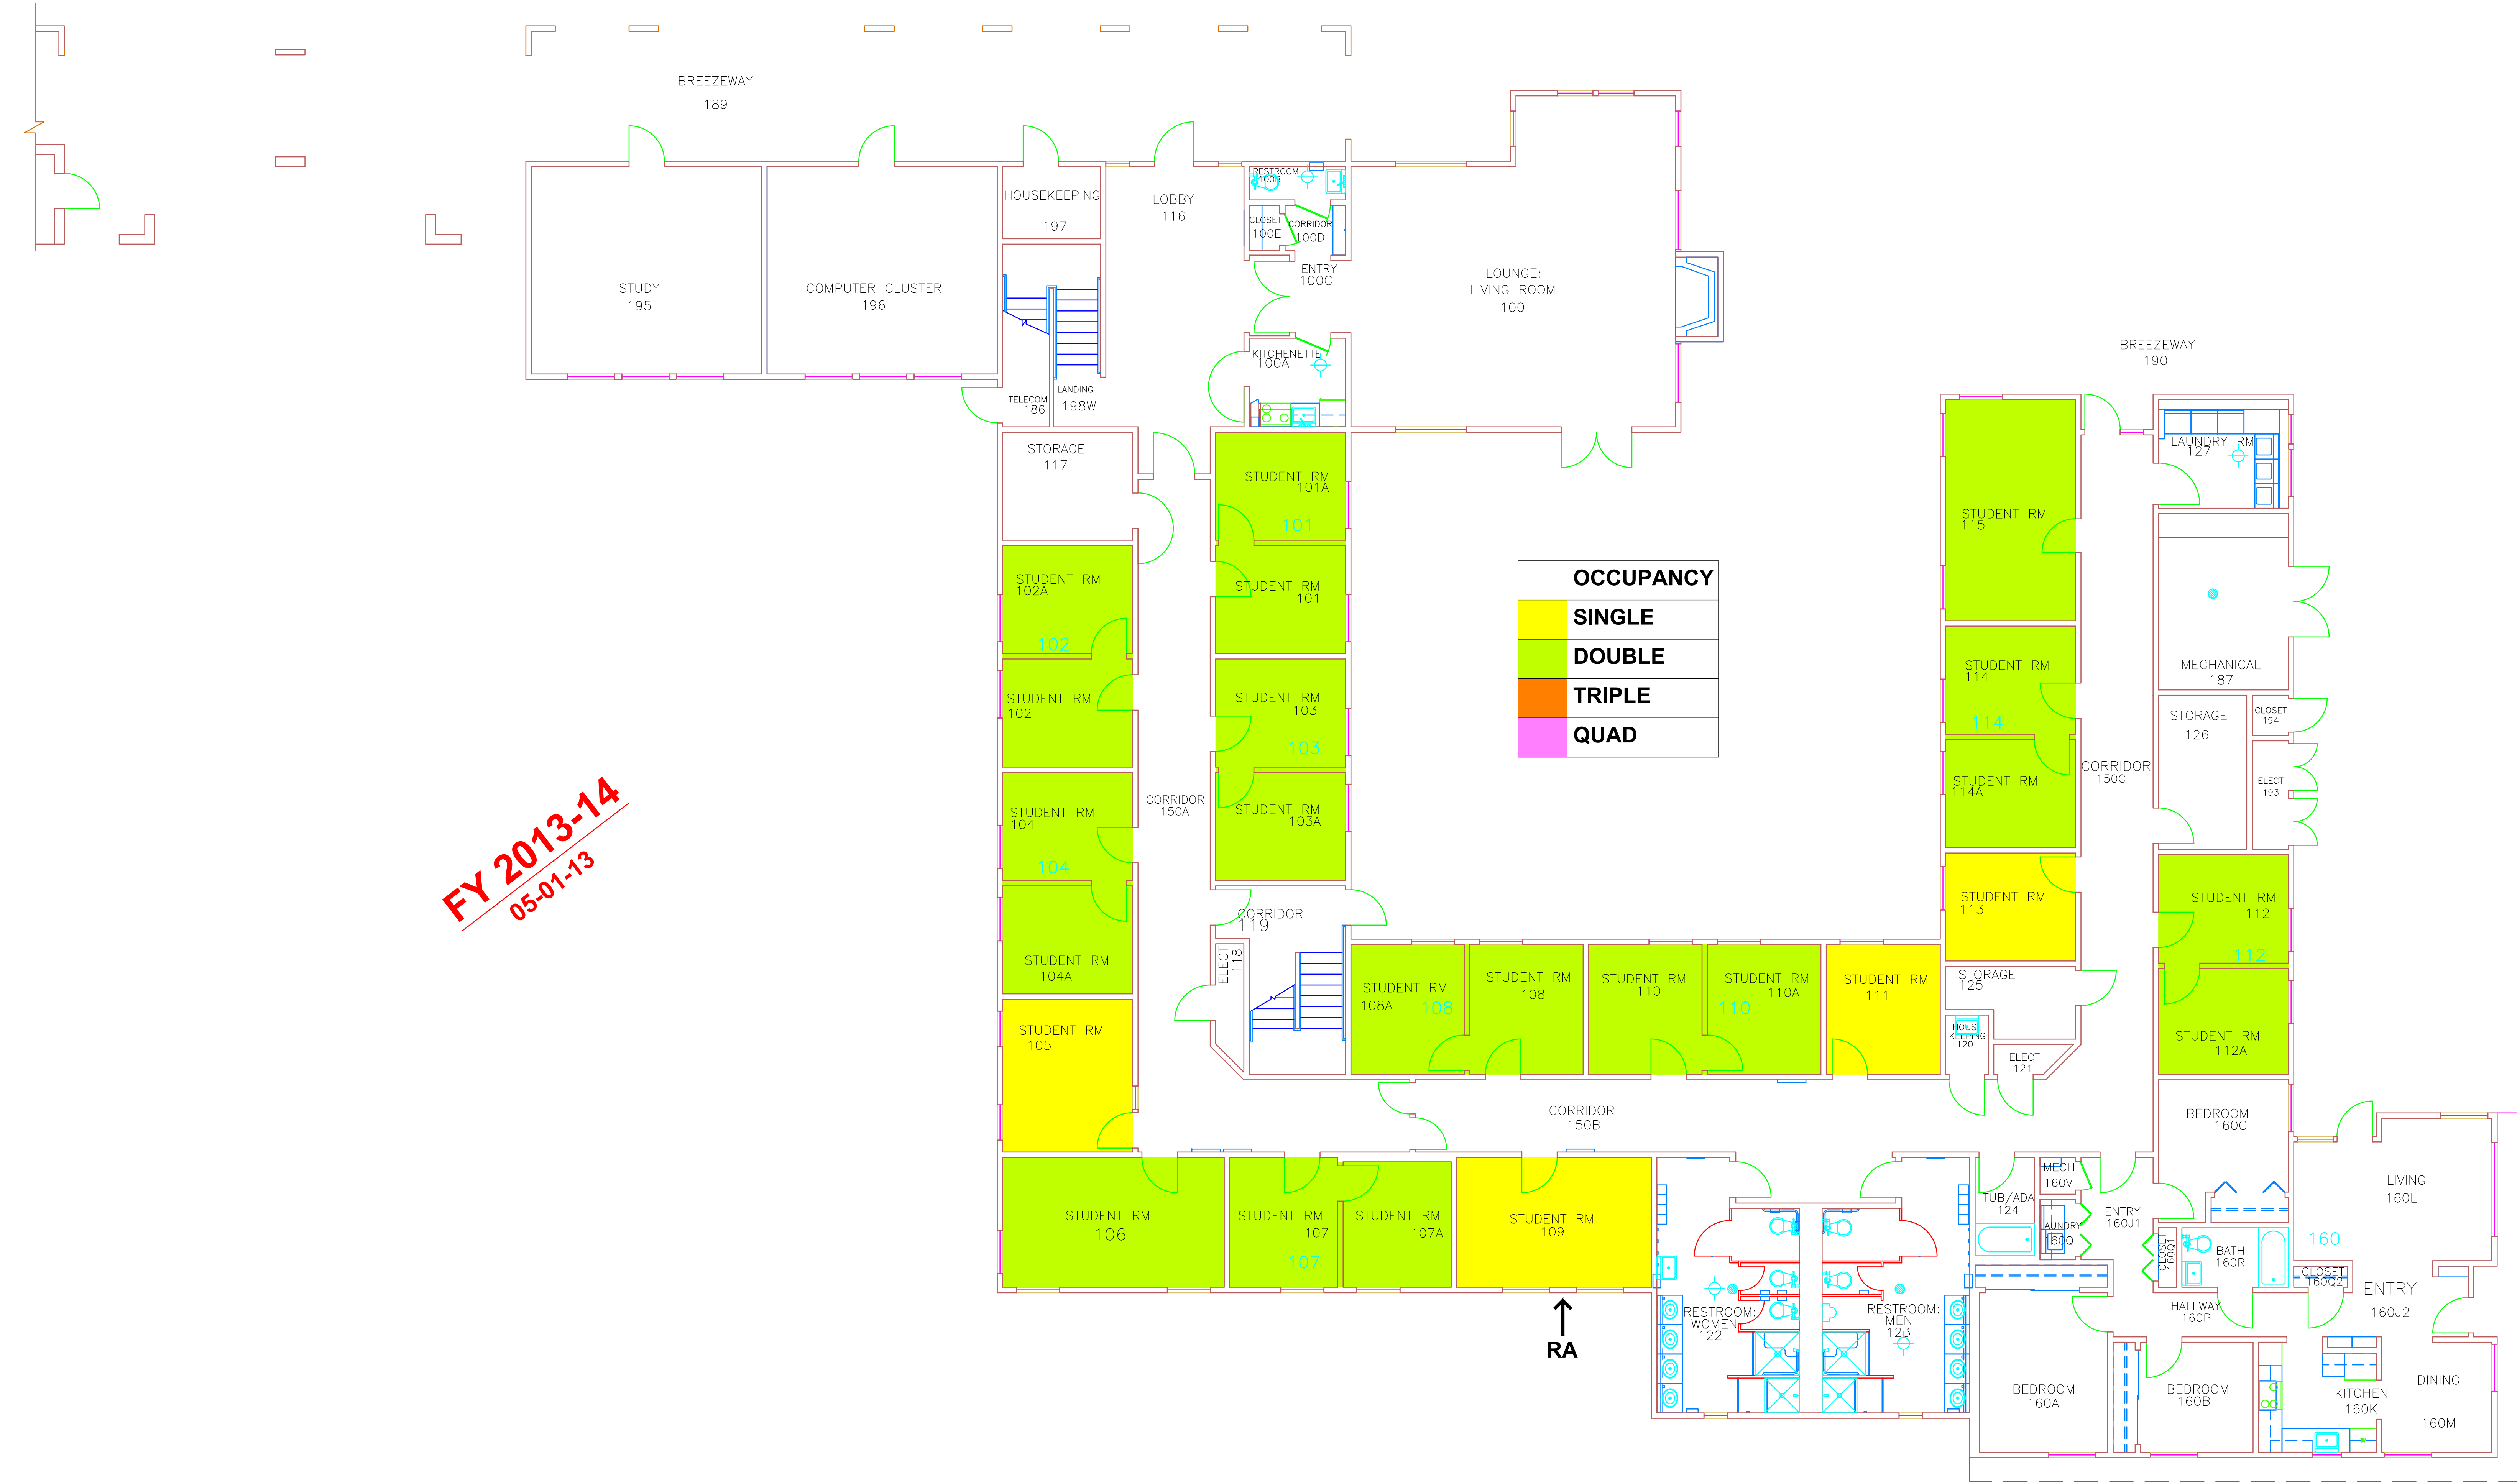 BREEZEWAY
189
HOUSEKEEPING
197
LOBBY
116
RESTROOM
100B
CLOSET
100E
CORRIDOR
100D
ENTRY
100C
STUDY
195
COMPUTER CLUSTER
196
LOUNGE:
LIVING ROOM
100
KITCHENETTE
100A
TELECOM
186
LANDING
198W
BREEZEWAY
190
STORAGE
117
STUDENT RM
101A
101
STUDENT RM
101
STUDENT RM
102A
102
STUDENT RM
102
STUDENT RM
103
103
STUDENT RM
103A
STUDENT RM
104
104
STUDENT RM
104A
CORRIDOR
150A
STUDENT RM
105
CORRIDOR
119
ELECT
118
OCCUPANCY
SINGLE
DOUBLE
TRIPLE
QUAD
FY 2013-14
05-01-13
STUDENT RM
115
LAUNDRY RM
127
MECHANICAL
187
STUDENT RM
114
114
STUDENT RM
114A
CORRIDOR
150C
STORAGE
126
CLOSET
194
ELECT
193
STUDENT RM
113
STUDENT RM
112
112
STUDENT RM
112A
STORAGE
125
HOUSE
KEEPING
120
ELECT
121
STUDENT RM
108A
108
STUDENT RM
108
STUDENT RM
110
STUDENT RM
110A
110
STUDENT RM
111
CORRIDOR
150B
STUDENT RM
106
STUDENT RM
107
107
STUDENT RM
107A
STUDENT RM
109
RA
RESTROOM:
WOMEN
122
RESTROOM:
MEN
123
TUB/ADA
124
MECH
160V
LAUNDRY
160Q
ENTRY
160J1
CLOSET
160Q1
BATH
160R
BEDROOM
160C
LIVING
160L
160
CLOSET
160Q2
ENTRY
160J2
HALLWAY
160P
BEDROOM
160A
BEDROOM
160B
KITCHEN
160K
DINING
160M